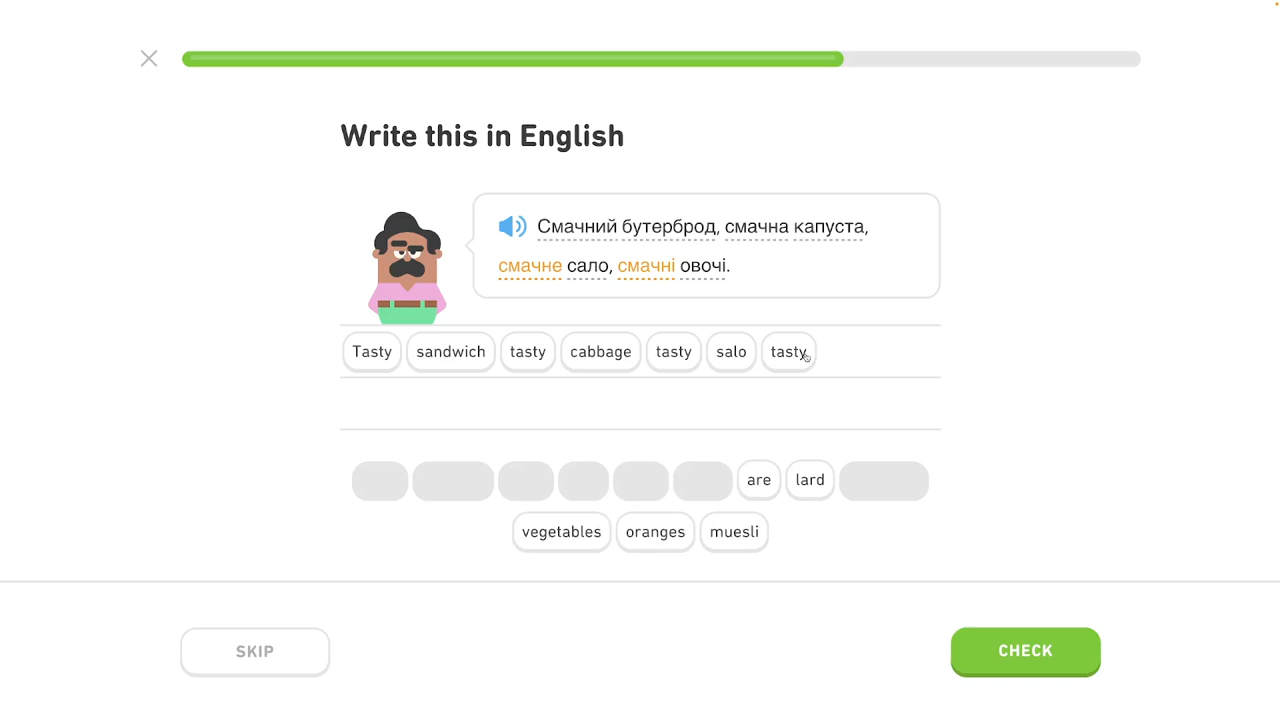 Write this in English
Смачний бутерброд, смачна капуста,
смачне сало, смачні овочі.
Tasty sandwich tasty cabbage tasty salo tasty
are lard
vegetables oranges muesli
SKIP CHECK